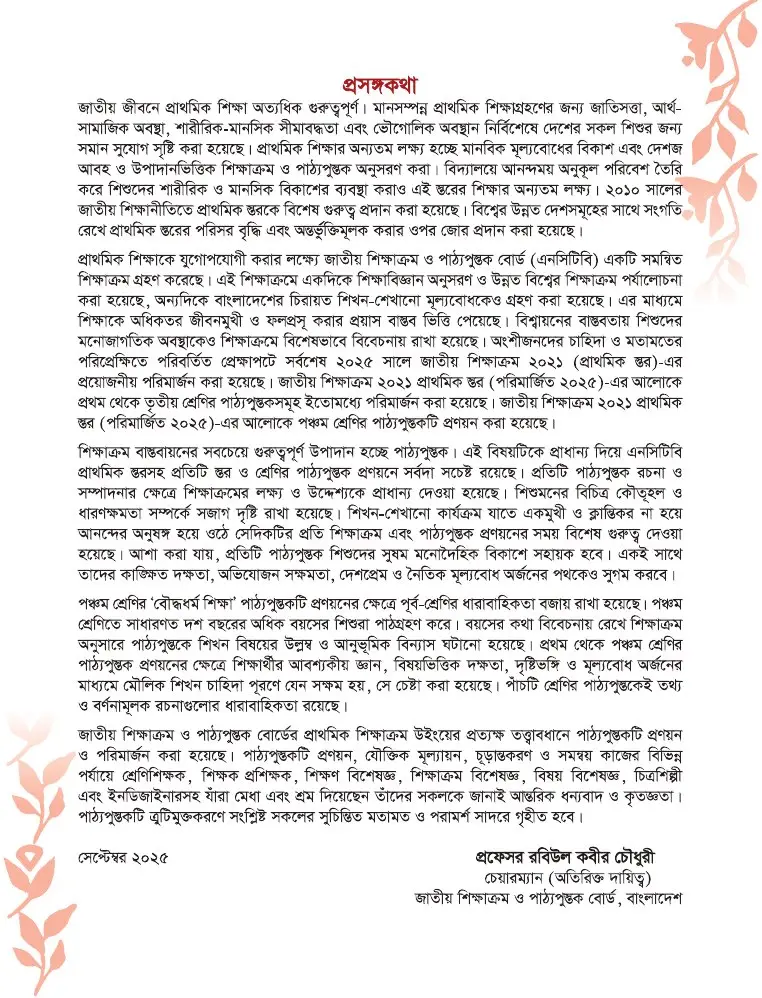 প্রসঙ্গকথা
জাতীয় জীবনে প্রাথমিক শিক্ষা অত্যধিক গুরুত্বপূর্ণ। মানসম্পন্ন প্রাথমিক শিক্ষাগ্রহণের জন্য জাতিসত্তা, আর্থ-
সামাজিক অবস্থা, শারীরিক-মানসিক সীমাবদ্ধতা এবং ভৌগোলিক অবস্থান নির্বিশেষে দেশের সকল শিশুর জন্য
সমান সুযোগ সৃষ্টি করা হয়েছে। প্রাথমিক শিক্ষার অন্যতম লক্ষ্য হচ্ছে মানবিক মূল্যবোধের বিকাশ এবং দেশজ
আবহ ও উপাদানভিত্তিক শিক্ষাক্রম ও পাঠ্যপুস্তক অনুসরণ করা। বিদ্যালয়ে আনন্দময় অনুকূল পরিবেশ তৈরি
করে শিশুদের শারীরিক ও মানসিক বিকাশের ব্যবস্থা করাও এই স্তরের শিক্ষার অন্যতম লক্ষ্য। ২০১০ সালের
জাতীয় শিক্ষানীতিতে প্রাথমিক স্তরকে বিশেষ গুরুত্ব প্রদান করা হয়েছে। বিশ্বের উন্নত দেশসমূহের সাথে সংগতি
রেখে প্রাথমিক স্তরের পরিসর বৃদ্ধি এবং অন্তর্ভুক্তিমূলক করার ওপর জোর প্রদান করা হয়েছে।
প্রাথমিক শিক্ষাকে যুগোপযোগী করার লক্ষ্যে জাতীয় শিক্ষাক্রম ও পাঠ্যপুস্তক বোর্ড (এনসিটিবি) একটি সমন্বিত
শিক্ষাক্রম গ্রহণ করেছে। এই শিক্ষাক্রমে একদিকে শিক্ষাবিজ্ঞান অনুসরণ ও উন্নত বিশ্বের শিক্ষাক্রম পর্যালোচনা
করা হয়েছে, অন্যদিকে বাংলাদেশের চিরায়ত শিখন-শেখানো মূল্যবোধকেও গ্রহণ করা হয়েছে। এর মাধ্যমে
শিক্ষাকে অধিকতর জীবনমুখী ও ফলপ্রসূ করার প্রয়াস বাস্তব ভিত্তি পেয়েছে। বিশ্বায়নের বাস্তবতায় শিশুদের
মনোজাগতিক অবস্থাকেও শিক্ষাক্রমে বিশেষভাবে বিবেচনায় রাখা হয়েছে। অংশীজনদের চাহিদা ও মতামতের
পরিপ্রেক্ষিতে পরিবর্তিত প্রেক্ষাপটে সর্বশেষ ২০২৫ সালে জাতীয় শিক্ষাক্রম ২০২১ (প্রাথমিক স্তর)-এর
প্রয়োজনীয় পরিমার্জন করা হয়েছে। জাতীয় শিক্ষাক্রম ২০২১ প্রাথমিক স্তর (পরিমার্জিত ২০২৫)-এর আলোকে
প্রথম থেকে তৃতীয় শ্রেণির পাঠ্যপুস্তকসমূহ ইতোমধ্যে পরিমার্জন করা হয়েছে। জাতীয় শিক্ষাক্রম ২০২১ প্রাথমিক
স্তর (পরিমার্জিত ২০২৫)-এর আলোকে পঞ্চম শ্রেণির পাঠ্যপুস্তকটি প্রণয়ন করা হয়েছে।
শিক্ষাক্রম বাস্তবায়নের সবচেয়ে গুরুত্বপূর্ণ উপাদান হচ্ছে পাঠ্যপুস্তক। এই বিষয়টিকে প্রাধান্য দিয়ে এনসিটিবি
প্রাথমিক স্তরসহ প্রতিটি স্তর ও শ্রেণির পাঠ্যপুস্তক প্রণয়নে সর্বদা সচেষ্ট রয়েছে। প্রতিটি পাঠ্যপুস্তক রচনা ও
সম্পাদনার ক্ষেত্রে শিক্ষাক্রমের লক্ষ্য ও উদ্দেশ্যকে প্রাধান্য দেওয়া হয়েছে। শিশুমনের বিচিত্র কৌতূহল ও
ধারণক্ষমতা সম্পর্কে সজাগ দৃষ্টি রাখা হয়েছে। শিখন-শেখানো কার্যক্রম যাতে একমুখী ও ক্লান্তিকর না হয়ে
আনন্দের অনুষঙ্গ হয়ে ওঠে সেদিকটির প্রতি শিক্ষাক্রম এবং পাঠ্যপুস্তক প্রণয়নের সময় বিশেষ গুরুত্ব দেওয়া
হয়েছে। আশা করা যায়, প্রতিটি পাঠ্যপুস্তক শিশুদের সুষম মনোদৈহিক বিকাশে সহায়ক হবে। একই সাথে
তাদের কাঙ্ক্ষিত দক্ষতা, অভিযোজন সক্ষমতা, দেশপ্রেম ও নৈতিক মূল্যবোধ অর্জনের পথকেও সুগম করবে।
পঞ্চম শ্রেণির ‘বৌদ্ধধর্ম শিক্ষা’ পাঠ্যপুস্তকটি প্রণয়নের ক্ষেত্রে পূর্ব-শ্রেণির ধারাবাহিকতা বজায় রাখা হয়েছে। পঞ্চম
শ্রেণিতে সাধারণত দশ বছরের অধিক বয়সের শিশুরা পাঠগ্রহণ করে। বয়সের কথা বিবেচনায় রেখে শিক্ষাক্রম
অনুসারে পাঠ্যপুস্তকে শিখন বিষয়ের উল্লম্ব ও আনুভূমিক বিন্যাস ঘটানো হয়েছে। প্রথম থেকে পঞ্চম শ্রেণির
পাঠ্যপুস্তক প্রণয়নের ক্ষেত্রে শিক্ষার্থীর আবশ্যকীয় জ্ঞান, বিষয়ভিত্তিক দক্ষতা, দৃষ্টিভঙ্গি ও মূল্যবোধ অর্জনের
মাধ্যমে মৌলিক শিখন চাহিদা পূরণে যেন সক্ষম হয়, সে চেষ্টা করা হয়েছে। পাঁচটি শ্রেণির পাঠ্যপুস্তকেই তথ্য
ও বর্ণনামূলক রচনাগুলোর ধারাবাহিকতা রয়েছে।
জাতীয় শিক্ষাক্রম ও পাঠ্যপুস্তক বোর্ডের প্রাথমিক শিক্ষাক্রম উইংয়ের প্রত্যক্ষ তত্ত্বাবধানে পাঠ্যপুস্তকটি প্রণয়ন
ও পরিমার্জন করা হয়েছে। পাঠ্যপুস্তকটি প্রণয়ন, যৌক্তিক মূল্যায়ন, চূড়ান্তকরণ ও সমন্বয় কাজের বিভিন্ন
পর্যায়ে শ্রেণিশিক্ষক, শিক্ষক প্রশিক্ষক, শিক্ষণ বিশেষজ্ঞ, শিক্ষাক্রম বিশেষজ্ঞ, বিষয় বিশেষজ্ঞ, চিত্রশিল্পী
এবং ইনডিজাইনারসহ যাঁরা মেধা এবং শ্রম দিয়েছেন তাঁদের সকলকে জানাই আন্তরিক ধন্যবাদ ও কৃতজ্ঞতা।
পাঠ্যপুস্তকটি ত্রুটিমুক্তকরণে সংশ্লিষ্ট সকলের সুচিন্তিত মতামত ও পরামর্শ সাদরে গৃহীত হবে।
সেপ্টেম্বর ২০২৫
প্রফেসর রবিউল কবীর চৌধুরী
চেয়ারম্যান (অতিরিক্ত দায়িত্ব)
জাতীয় শিক্ষাক্রম ও পাঠ্যপুস্তক বোর্ড, বাংলাদেশ